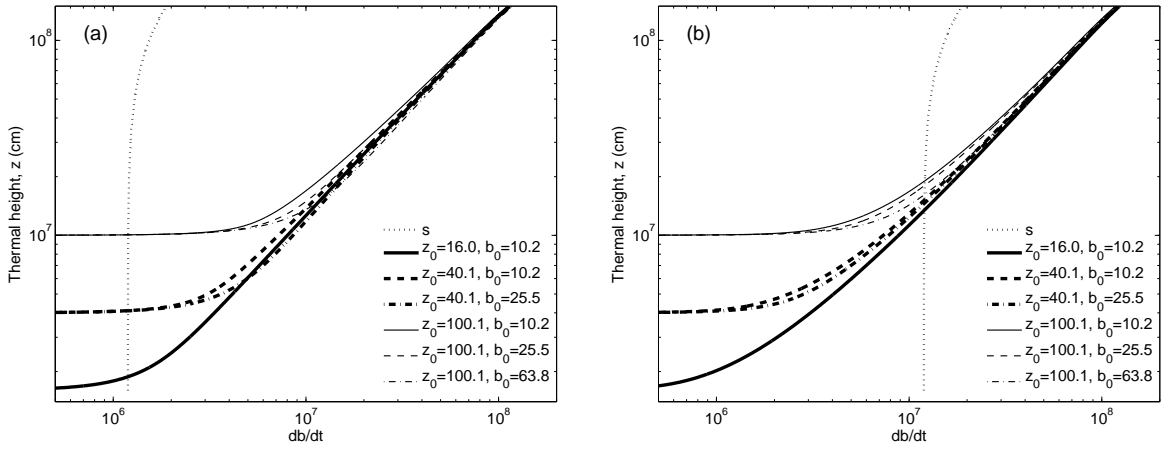 (a)
10^8
10^7
Thermal height, z (cm)
s
z_0=16.0, b_0=10.2
z_0=40.1, b_0=10.2
z_0=40.1, b_0=25.5
z_0=100.1, b_0=10.2
z_0=100.1, b_0=25.5
z_0=100.1, b_0=63.8
10^6 10^7 10^8
db/dt
(b)
10^8
10^7
Thermal height, z (cm)
s
z_0=16.0, b_0=10.2
z_0=40.1, b_0=10.2
z_0=40.1, b_0=25.5
z_0=100.1, b_0=10.2
z_0=100.1, b_0=25.5
z_0=100.1, b_0=63.8
10^6 10^7 10^8
db/dt